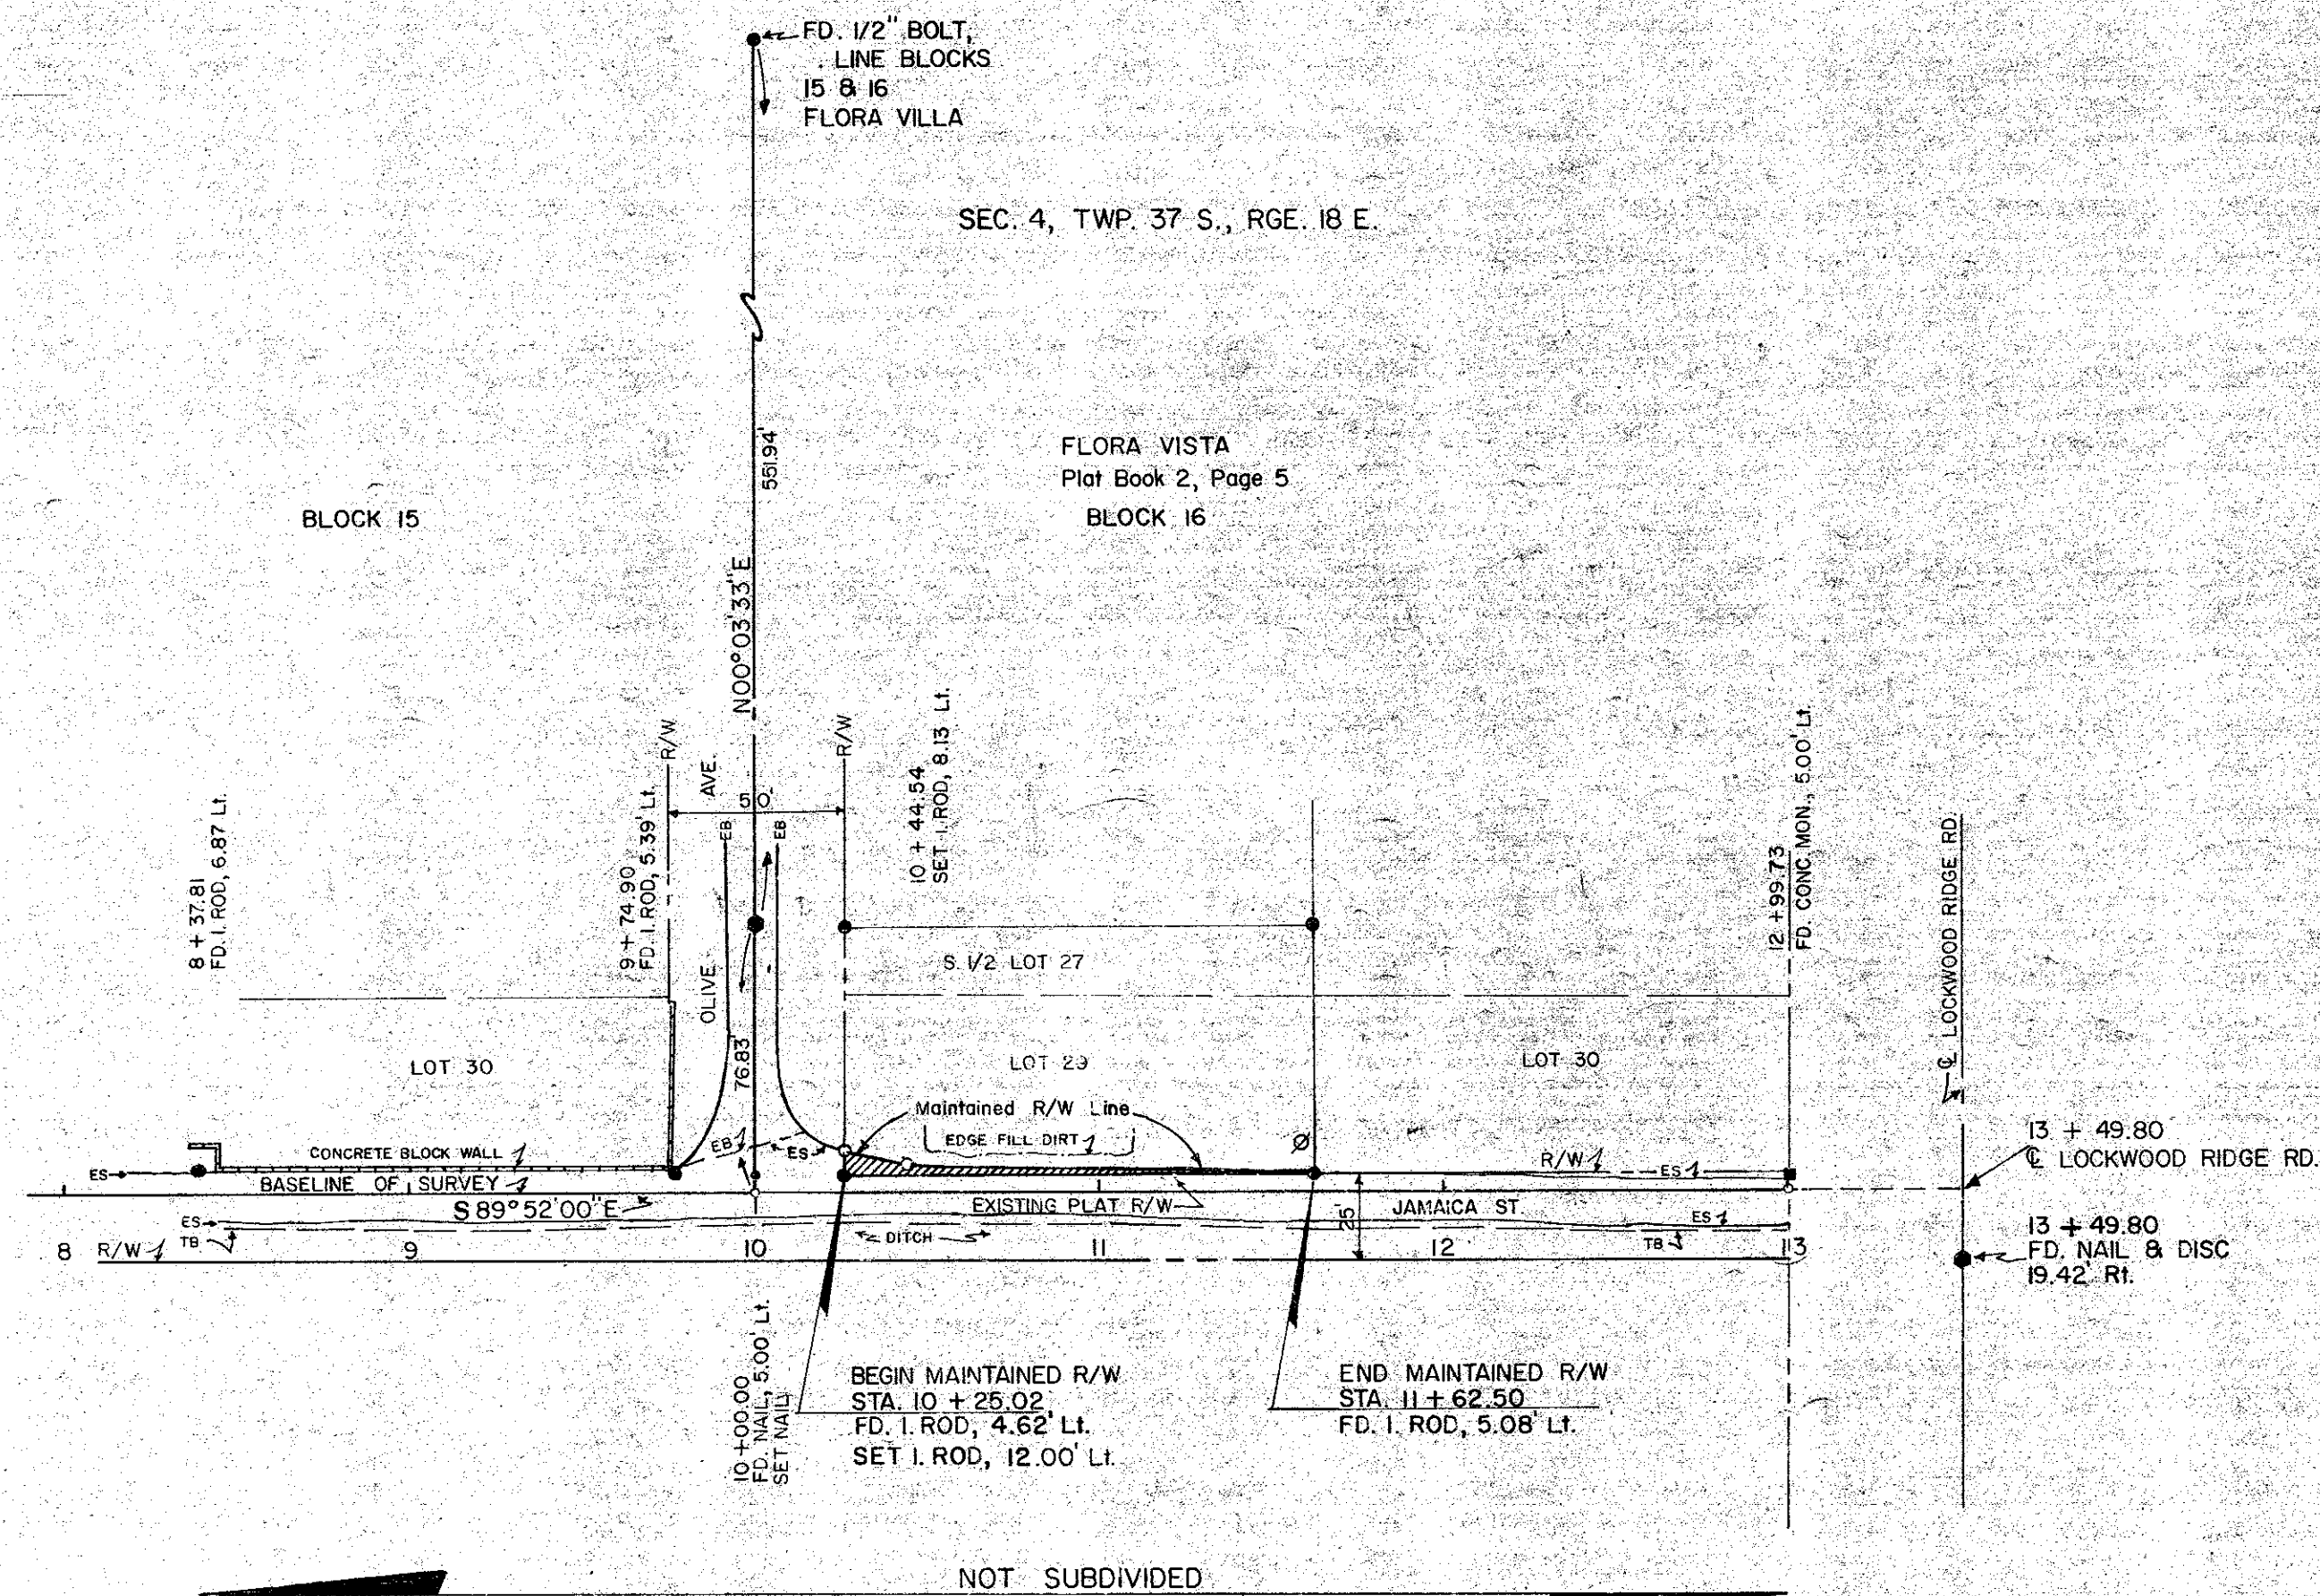 FD. 1/2" BOLT,
LINE BLOCKS
15 & 16
FLORA VILLA
SEC. 4, TWP. 37 S., RGE. 18 E.
551.94'
FLORA VISTA
Plat Book 2, Page 5
BLOCK 16
BLOCK 15
N00°03'33"E
8 + 37.81
FD. I. ROD, 6.87 Lt.
9 + 74.90
FD. I. ROD, 5.39' Lt.
R/W
OLIVE AVE.
50'
EB
EB
R/W
10 + 44.54
SET I. ROD, 8.13 Lt.
12 + 99.73
FD. CONC. MON., 5.00' Lt.
℄ LOCKWOOD RIDGE RD.
S. 1/2 LOT 27
76.83'
LOT 30
LOT 29
LOT 30
Maintained R/W Line
EDGE FILL DIRT
EB
ES
CONCRETE BLOCK WALL
ES
BASELINE OF SURVEY
R/W
ES
13 + 49.80
℄ LOCKWOOD RIDGE RD.
S 89°52'00"E
EXISTING PLAT R/W
25'
JAMAICA ST
ES
TB
DITCH
ES
TB
8
R/W
9
10
11
12
13
13 + 49.80
FD. NAIL & DISC
19.42' Rt.
10+00.00
FD. NAIL, 5.00' Lt.
SET NAIL
BEGIN MAINTAINED R/W
STA. 10 + 25.02
FD. I. ROD, 4.62' Lt.
SET I. ROD, 12.00' Lt.
END MAINTAINED R/W
STA. 11 + 62.50
FD. I. ROD, 5.08' Lt.
NOT SUBDIVIDED